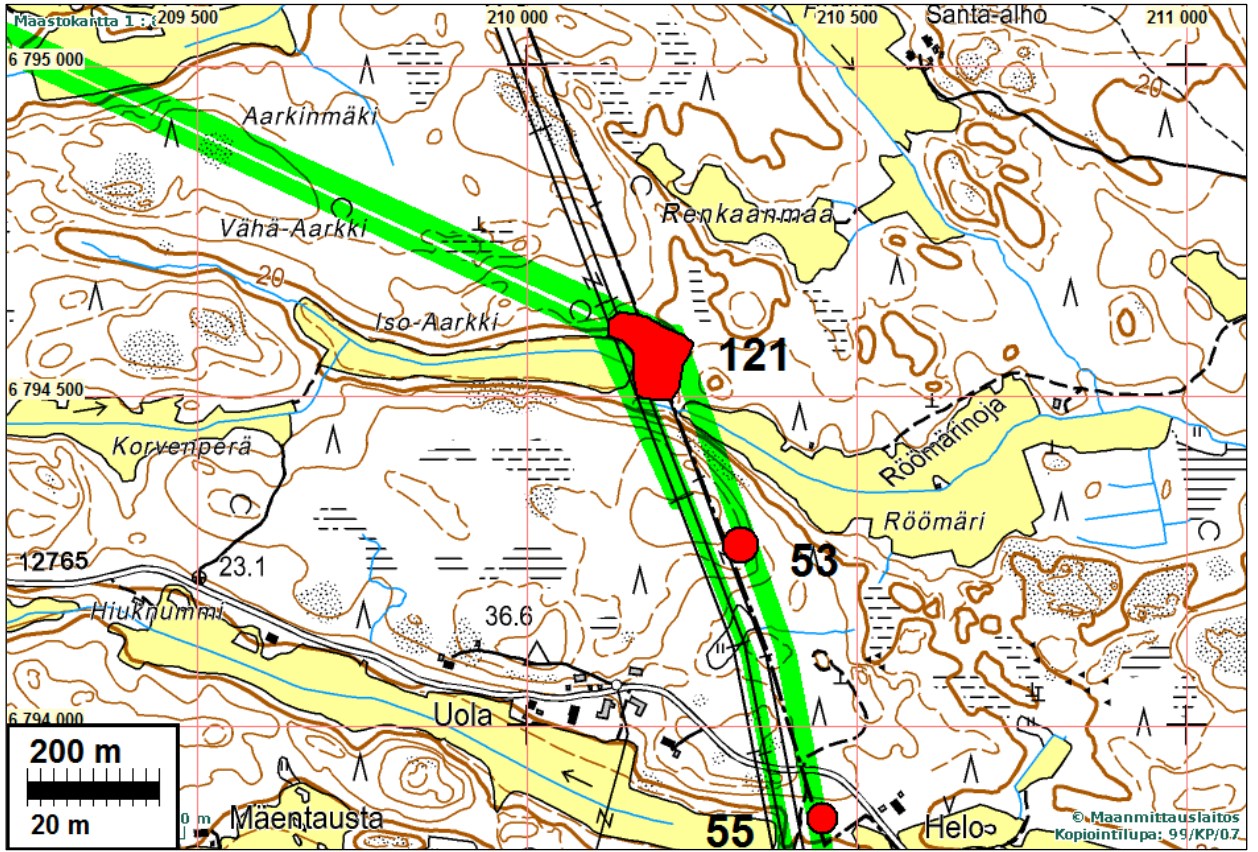 Maastokartta 1 :
209 500
210 000
210 500
211 000
Santa-alho
6 795 000
20
Aarkinmäki
Renkaanmaa
Vähä-Aarkki
20
Iso-Aarkki
121
6 794 500
Röömärinoja
Korvenperä
Röömäri
53
12765
23.1
Hiuknummi
36.6
Uola
6 794 000
200 m
20 m
0 m
Mäentausta
55
Helo
© Maanmittauslaitos
Kopiointilupa: 99/KP/07